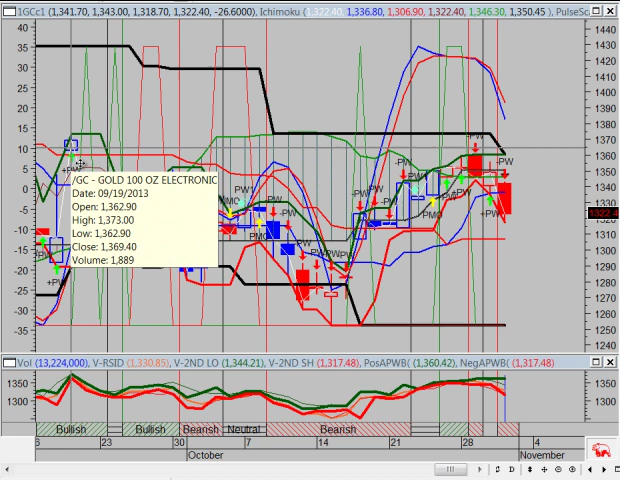 1GCc1 (1,341.70, 1,343.00, 1,318.70, 1,322.40, -26.6000), Ichimoku (1,322.40, 1,336.80, 1,306.90, 1,322.40, 1,346.30, 1,350.45 ), PulseSc
40
35
30
25
20
15
10
5
0
-5
-10
-15
-20
-25
-30
-35
1440
1430
1420
1410
1400
1390
1380
1370
1360
1350
1340
1330
1322.4
1310
1300
1290
1280
1270
1260
1250
1240
/GC - GOLD 100 OZ ELECTRONIC
Date: 09/19/2013
Open: 1,362.90
High: 1,373.00
Low: 1,362.90
Close: 1,369.40
Volume: 1,889
+PW
PW1
PMO
-PW
-PW
-PW
-PW
-PW
PMO
-PW
-PW
+PW
+PW
Vol (13,224,000), V-RSID (1,330.85), V-2ND LO (1,344.21), V-2ND SH (1,317.48), PosAPWB( (1,360.42), NegAPWB( (1,317.48)
1350
1300
1350
1300
Bullish Bullish Bearish Neutral Bearish
6 23 30 7 14 21 28 4
October November
D